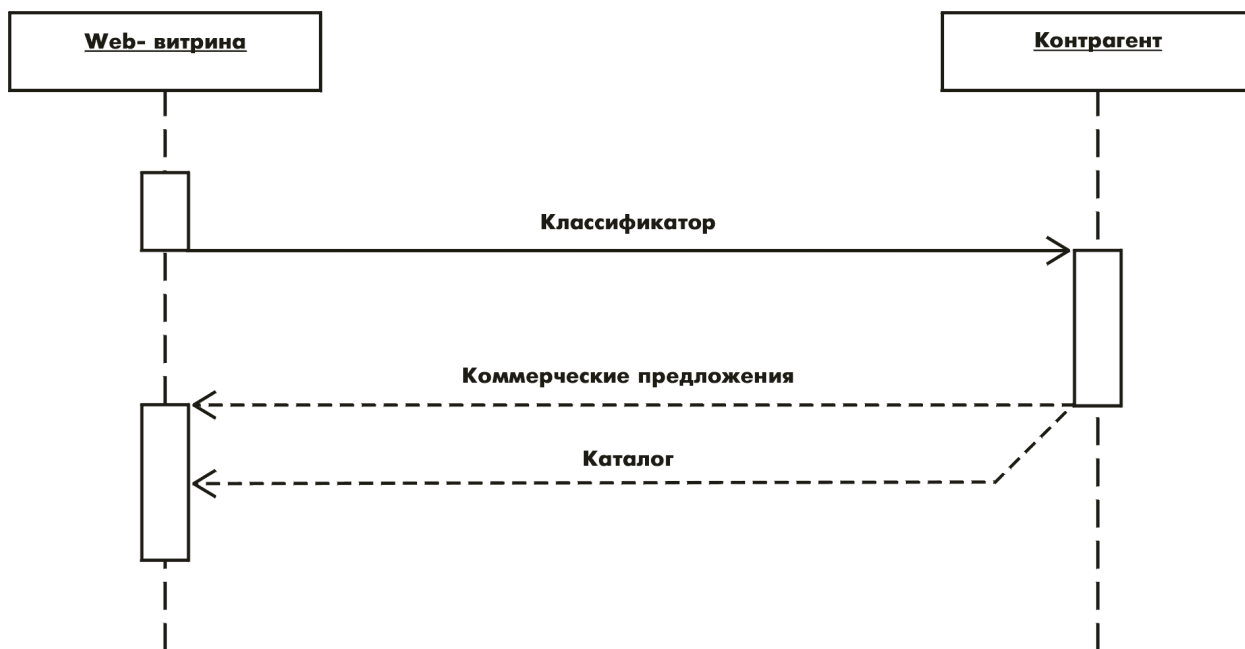 Web- витрина
Контрагент
Классификатор
Коммерческие предложения
Каталог